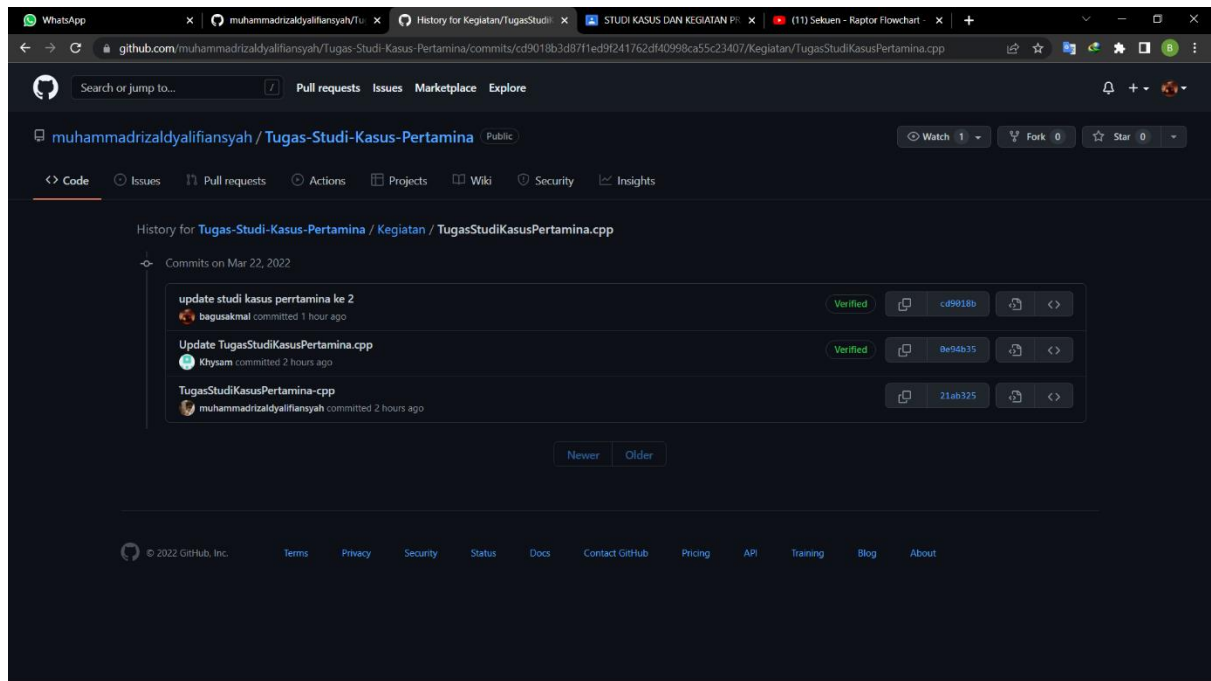 WhatsApp muhammadrizaldyalifiansyah/Tu History for Kegiatan/TugasStudiK STUDI KASUS DAN KEGIATAN PR (11) Sekuen - Raptor Flowchart -
github.com/muhammadrizaldyalifiansyah/Tugas-Studi-Kasus-Pertamina/commits/cd9018b3d87f1ed9f241762df40998ca55c23407/Kegiatan/TugasStudiKasusPertamina.cpp B
Search or jump to... / Pull requests Issues Marketplace Explore
muhammadrizaldyalifiansyah / Tugas-Studi-Kasus-Pertamina Public Watch 1 Fork 0 Star 0
<> Code Issues Pull requests Actions Projects Wiki Security Insights
History for Tugas-Studi-Kasus-Pertamina / Kegiatan / TugasStudiKasusPertamina.cpp
Commits on Mar 22, 2022
update studi kasus perrtamina ke 2 Verified cd9018b
bagusakmal committed 1 hour ago
Update TugasStudiKasusPertamina.cpp Verified 0e94b35
Khysam committed 2 hours ago
TugasStudiKasusPertamina-cpp 21ab325
muhammadrizaldyalifiansyah committed 2 hours ago
Newer Older
© 2022 GitHub, Inc. Terms Privacy Security Status Docs Contact GitHub Pricing API Training Blog About